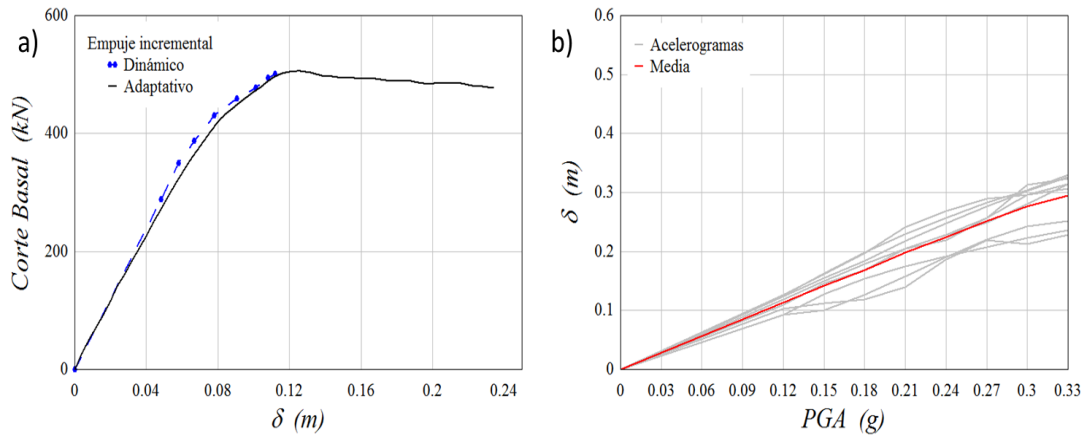 a)
600
400
200
0
Corte Basal (kN)
Empuje incremental
Dinámico
Adaptativo
0 0.04 0.08 0.12 0.16 0.2 0.24
δ (m)
b)
0.6
0.5
0.4
0.3
0.2
0.1
0
δ (m)
Acelerogramas
Media
0 0.03 0.06 0.09 0.12 0.15 0.18 0.21 0.24 0.27 0.3 0.33
PGA (g)